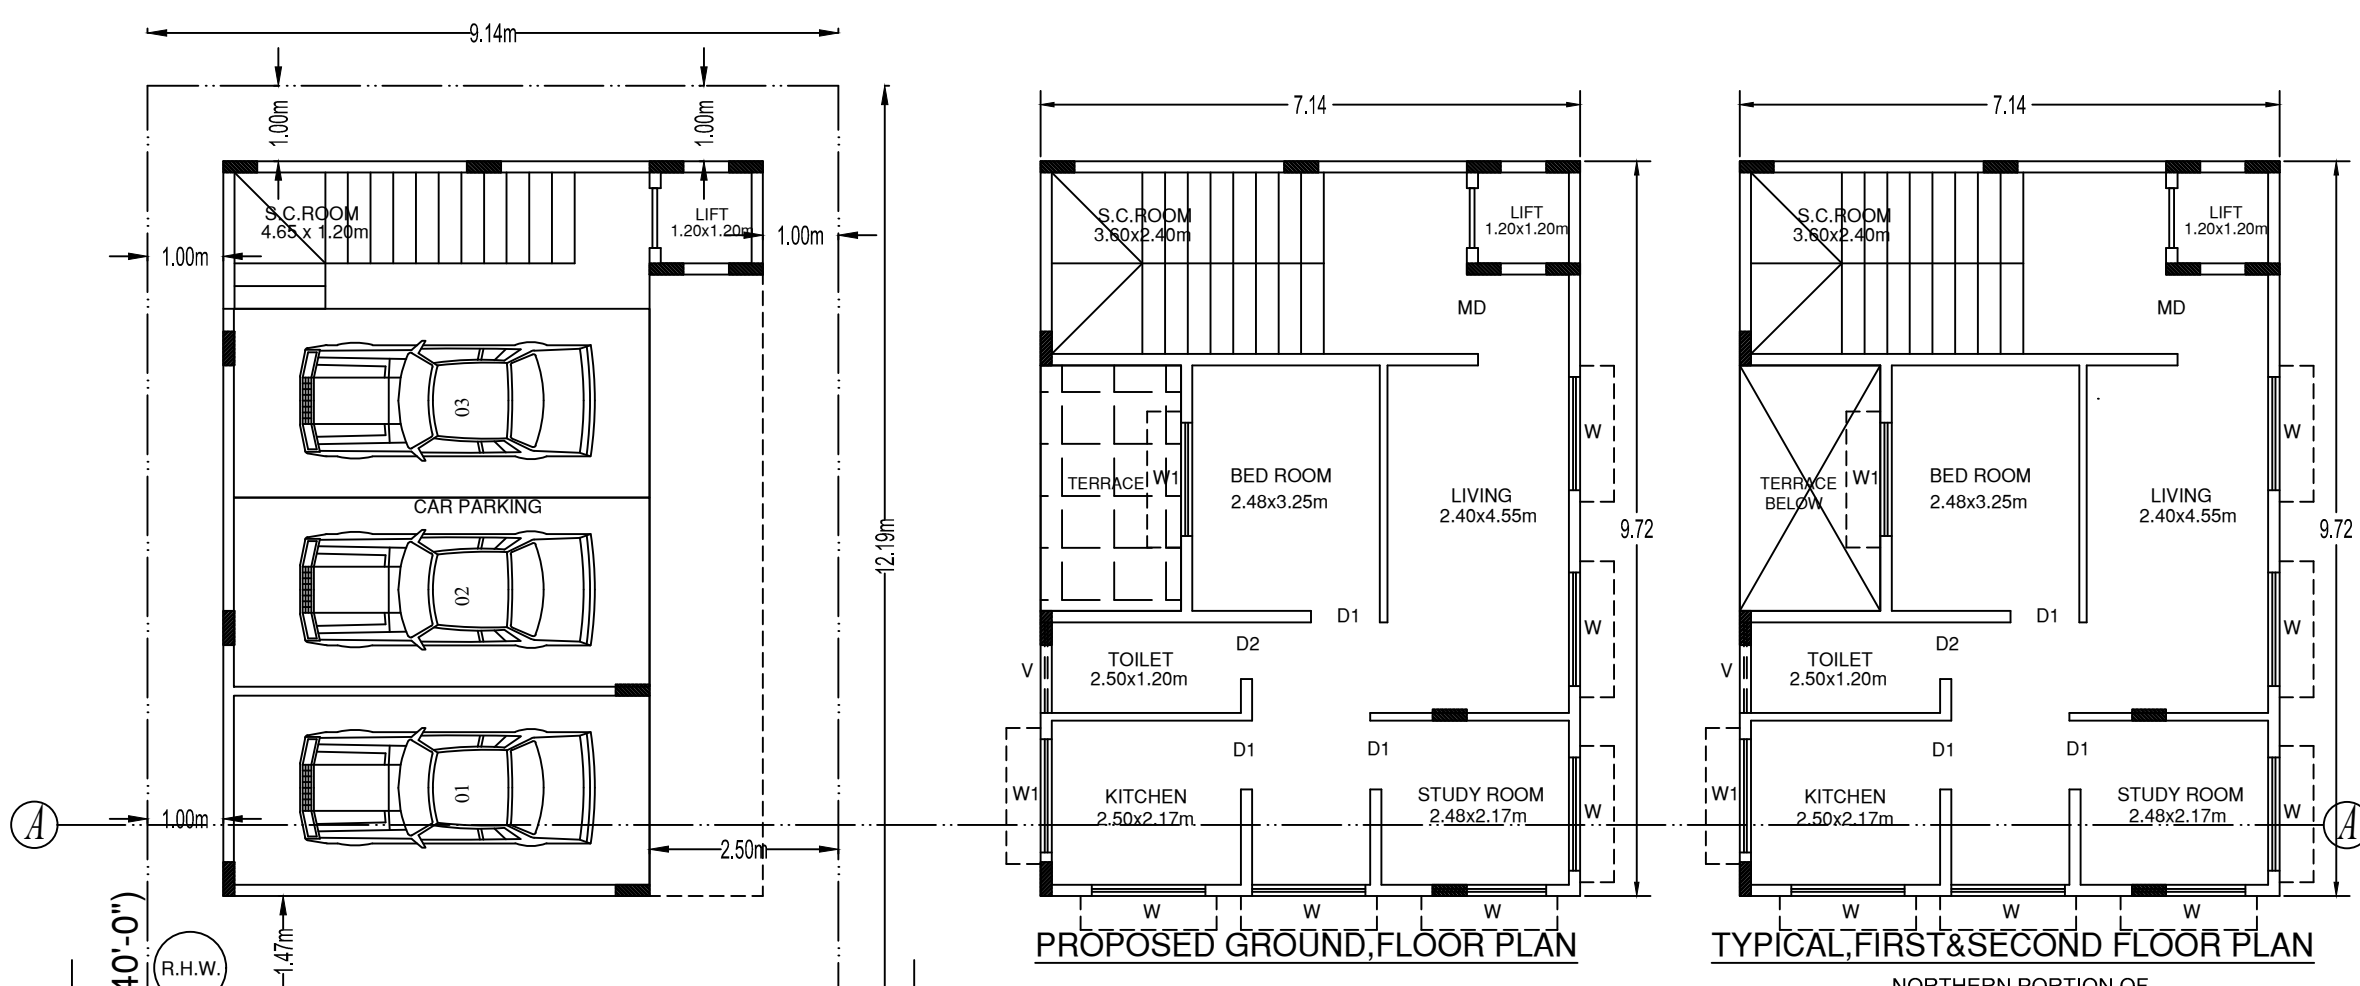 9.14m
1.00m
1.00m
S.C.ROOM
4.65 x 1.20m
LIFT
1.20x1.20m
1.00m
1.00m
03
CAR PARKING
02
12.19m
01
1.00m
2.50m
1.47m
40'-0")
R.H.W.
A
7.14
S.C.ROOM
3.60x2.40m
LIFT
1.20x1.20m
MD
W
TERRACE
W1
BED ROOM
2.48x3.25m
LIVING
2.40x4.55m
9.72
D1
W
D2
V
TOILET
2.50x1.20m
D1
D1
W1
KITCHEN
2.50x2.17m
STUDY ROOM
2.48x2.17m
W
W
W
W
PROPOSED GROUND,FLOOR PLAN
7.14
S.C.ROOM
3.60x2.40m
LIFT
1.20x1.20m
MD
W
TERRACE
BELOW
W1
BED ROOM
2.48x3.25m
LIVING
2.40x4.55m
9.72
D1
W
D2
V
TOILET
2.50x1.20m
D1
D1
W1
KITCHEN
2.50x2.17m
STUDY ROOM
2.48x2.17m
W
A
W
W
W
TYPICAL,FIRST&SECOND FLOOR PLAN
NORTHERN PORTION OF